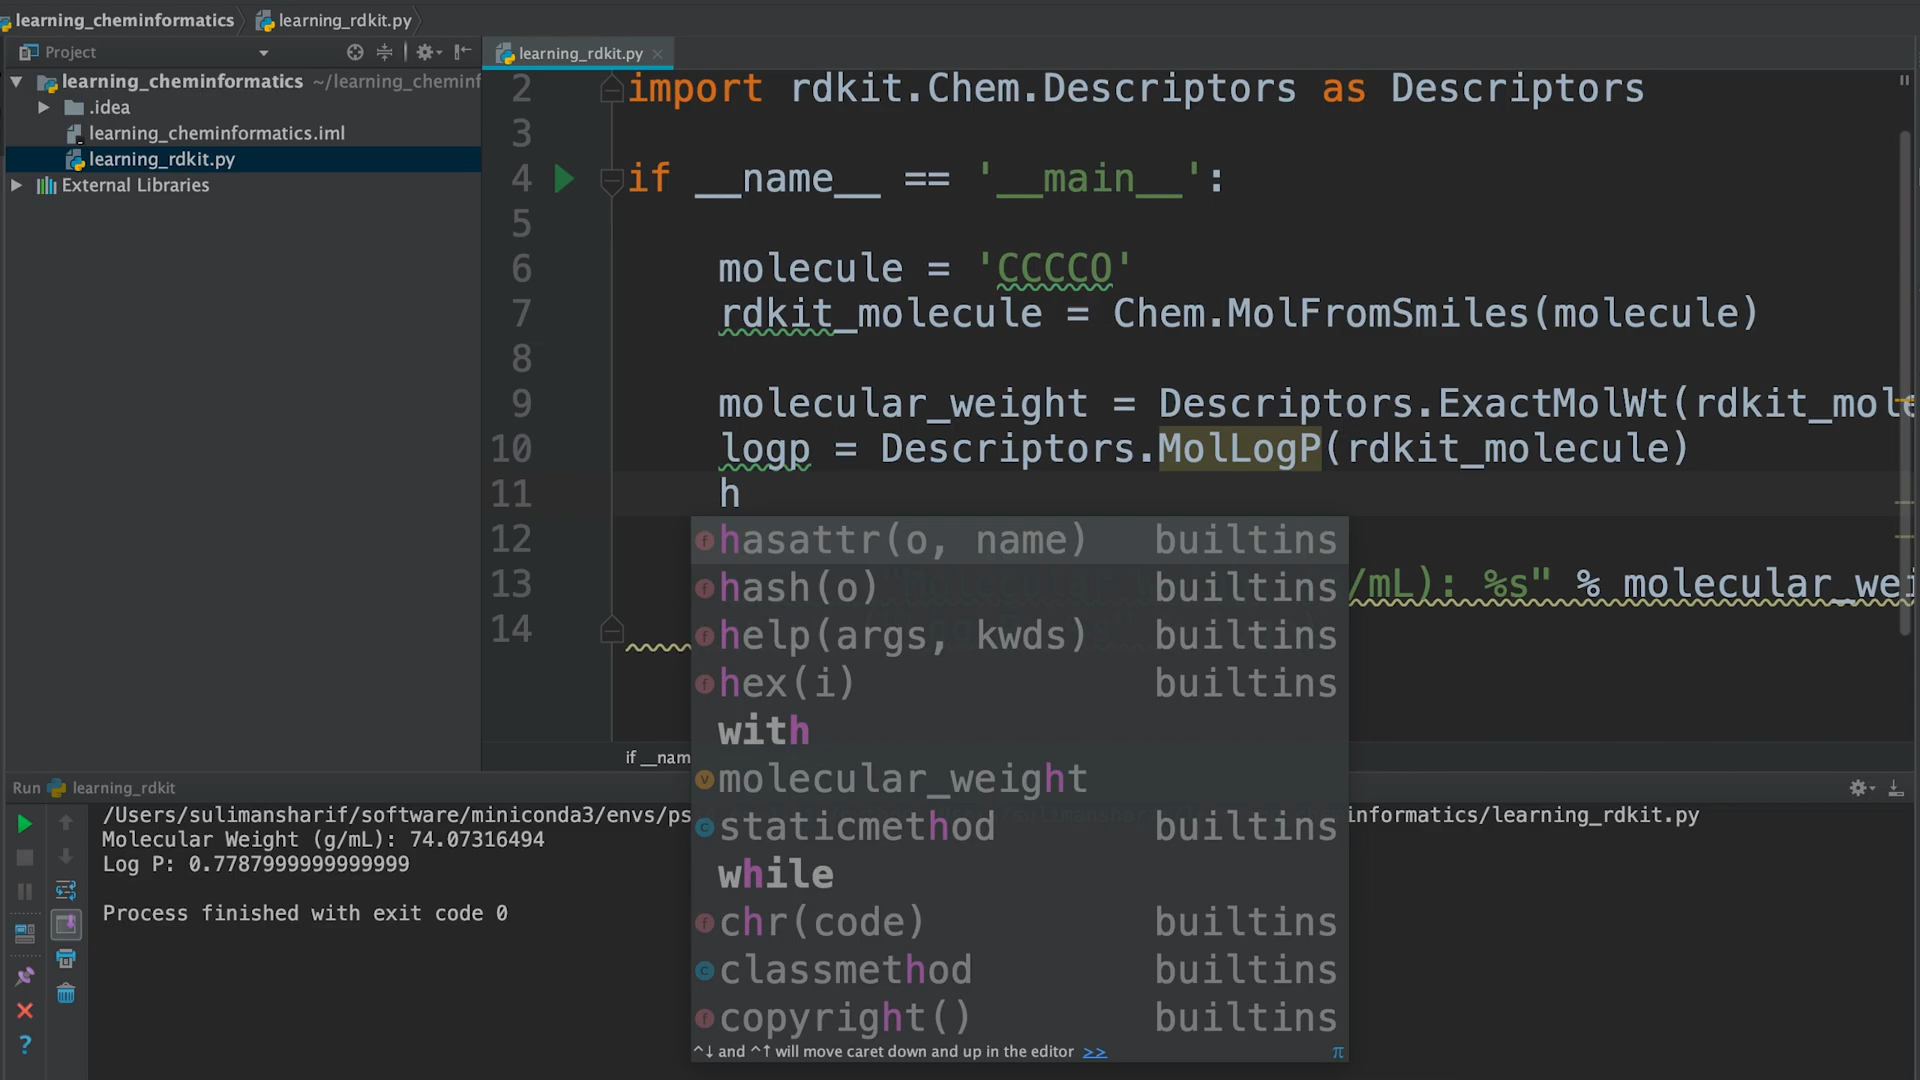 learning_cheminformatics
learning_rdkit.py
Project
learning_rdkit.py
learning_cheminformatics ~/learning_cheminf
.idea
learning_cheminformatics.iml
learning_rdkit.py
External Libraries
2 import rdkit.Chem.Descriptors as Descriptors
3
4 if __name__ == '__main__':
5
6 molecule = 'CCCCO'
7 rdkit_molecule = Chem.MolFromSmiles(molecule)
8
9 molecular_weight = Descriptors.ExactMolWt(rdkit_mole
10 logp = Descriptors.MolLogP(rdkit_molecule)
11 h
12
13 /mL): %s" % molecular_wei
14
hasattr(o, name) builtins
hash(o) builtins
help(args, kwds) builtins
hex(i) builtins
with
molecular_weight
staticmethod builtins
while
chr(code) builtins
classmethod builtins
copyright() builtins
^↓ and ^↑ will move caret down and up in the editor >> π
if __nam
Run learning_rdkit
/Users/sulimansharif/software/miniconda3/envs/ps informatics/learning_rdkit.py
Molecular Weight (g/mL): 74.07316494
Log P: 0.7787999999999999
Process finished with exit code 0